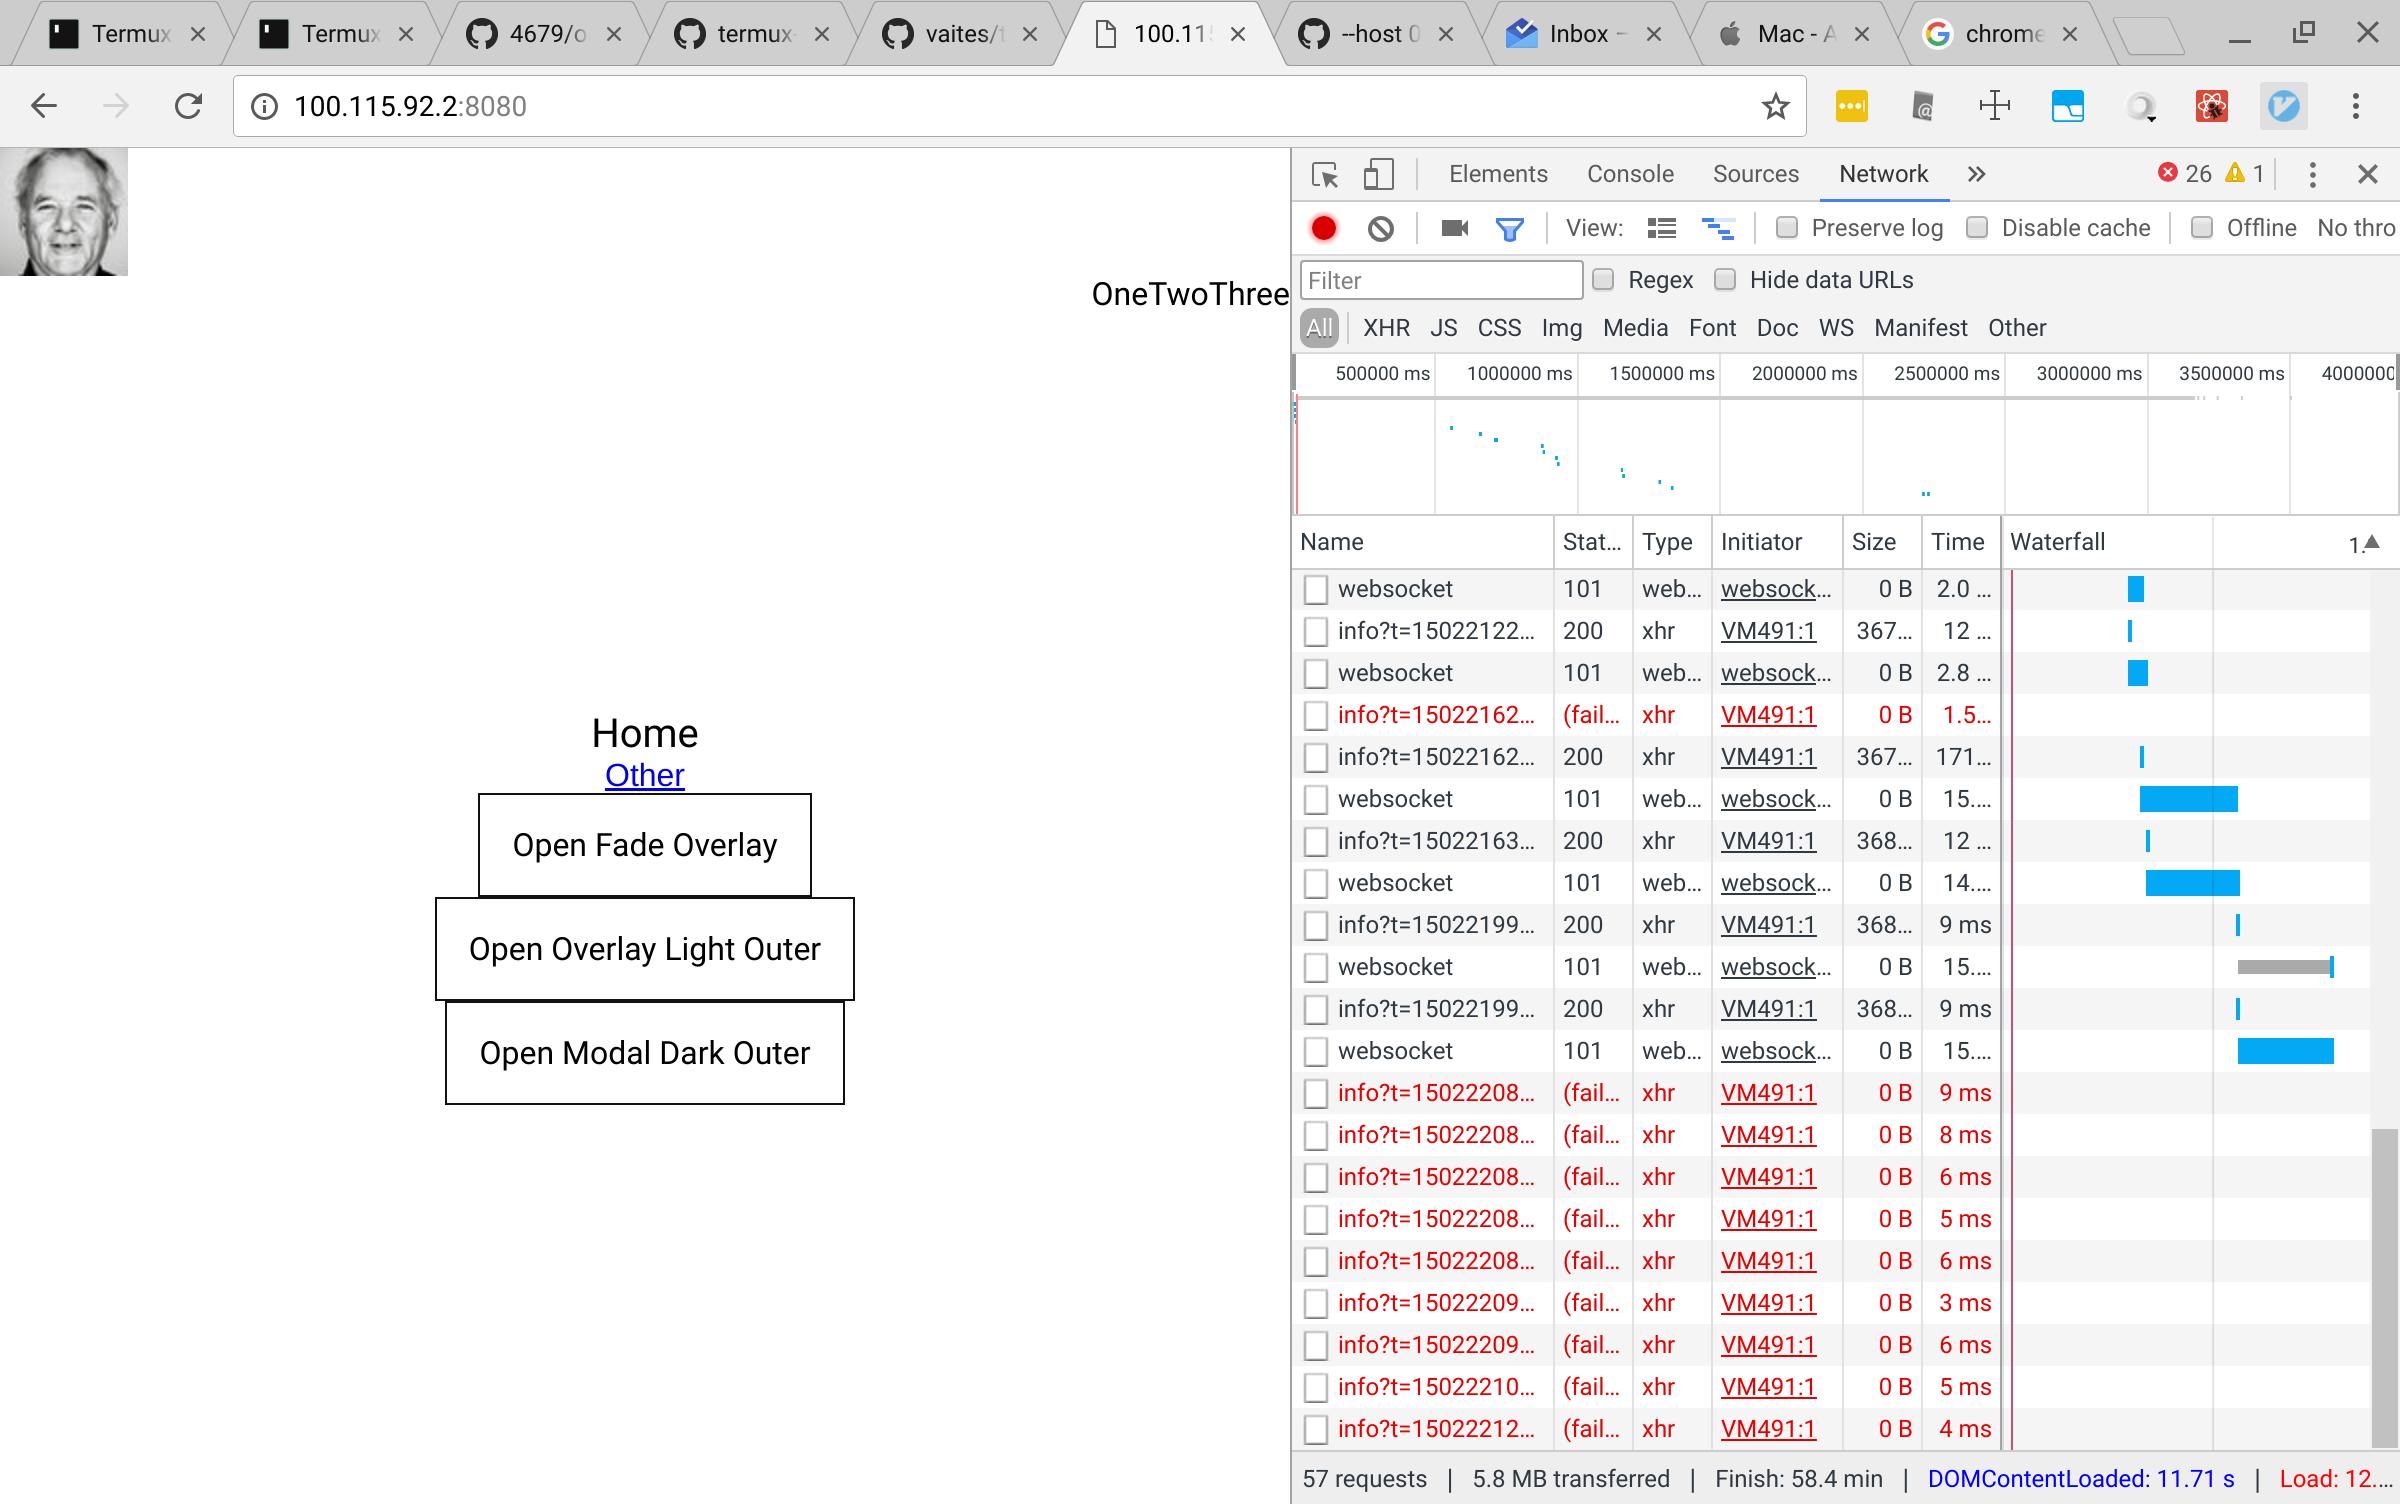 Termux
Termux
4679/o
termux-
vaites/t
100.115
--host 0
Inbox –
Mac - A
chrome
100.115.92.2:8080
OneTwoThree
Home
Other
Open Fade Overlay
Open Overlay Light Outer
Open Modal Dark Outer
Elements Console Sources Network » 26 1
View: Preserve log Disable cache Offline No thro
Filter Regex Hide data URLs
All XHR JS CSS Img Media Font Doc WS Manifest Other
500000 ms 1000000 ms 1500000 ms 2000000 ms 2500000 ms 3000000 ms 3500000 ms 4000000
Name Stat... Type Initiator Size Time Waterfall 1.
websocket 101 web... websock... 0 B 2.0 ...
info?t=15022122... 200 xhr VM491:1 367... 12 ...
websocket 101 web... websock... 0 B 2.8 ...
info?t=15022162... (fail... xhr VM491:1 0 B 1.5...
info?t=15022162... 200 xhr VM491:1 367... 171...
websocket 101 web... websock... 0 B 15....
info?t=15022163... 200 xhr VM491:1 368... 12 ...
websocket 101 web... websock... 0 B 14....
info?t=15022199... 200 xhr VM491:1 368... 9 ms
websocket 101 web... websock... 0 B 15....
info?t=15022199... 200 xhr VM491:1 368... 9 ms
websocket 101 web... websock... 0 B 15....
info?t=15022208... (fail... xhr VM491:1 0 B 9 ms
info?t=15022208... (fail... xhr VM491:1 0 B 8 ms
info?t=15022208... (fail... xhr VM491:1 0 B 6 ms
info?t=15022208... (fail... xhr VM491:1 0 B 5 ms
info?t=15022208... (fail... xhr VM491:1 0 B 6 ms
info?t=15022209... (fail... xhr VM491:1 0 B 3 ms
info?t=15022209... (fail... xhr VM491:1 0 B 6 ms
info?t=15022210... (fail... xhr VM491:1 0 B 5 ms
info?t=15022212... (fail... xhr VM491:1 0 B 4 ms
57 requests | 5.8 MB transferred | Finish: 58.4 min | DOMContentLoaded: 11.71 s | Load: 12....